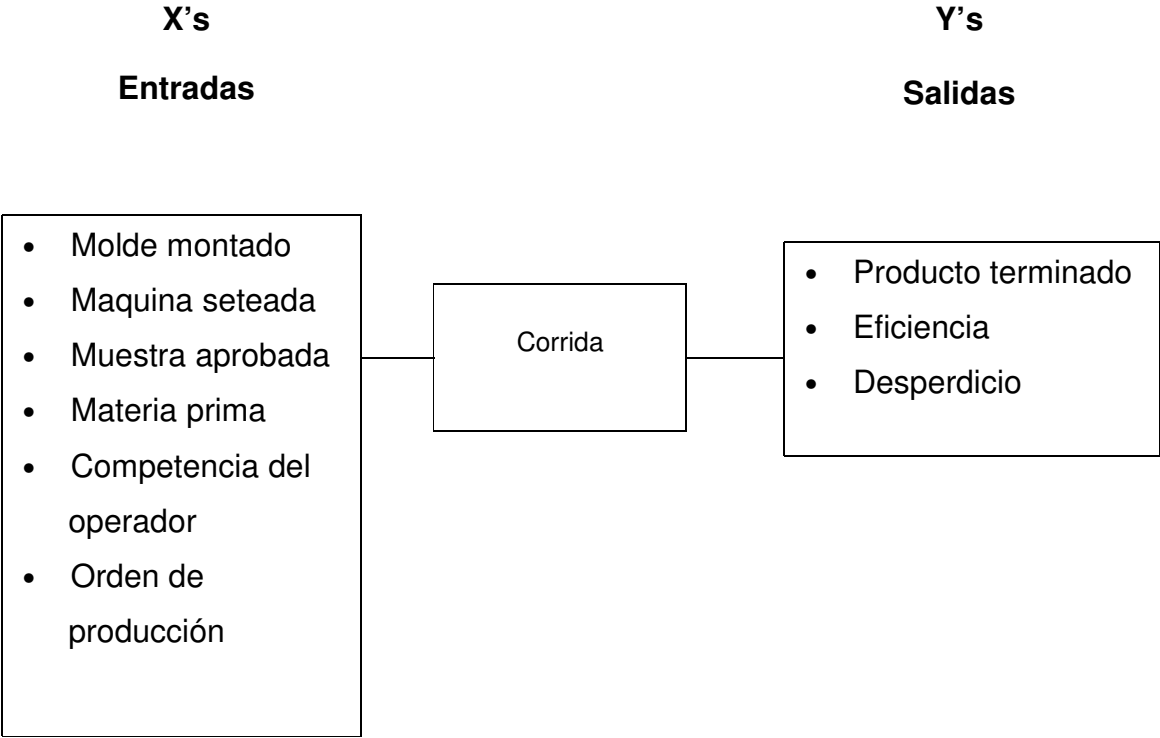 X’s
Entradas
Y’s
Salidas
• Molde montado
• Maquina seteada
• Muestra aprobada
• Materia prima
• Competencia del
operador
• Orden de
producción
Corrida
• Producto terminado
• Eficiencia
• Desperdicio